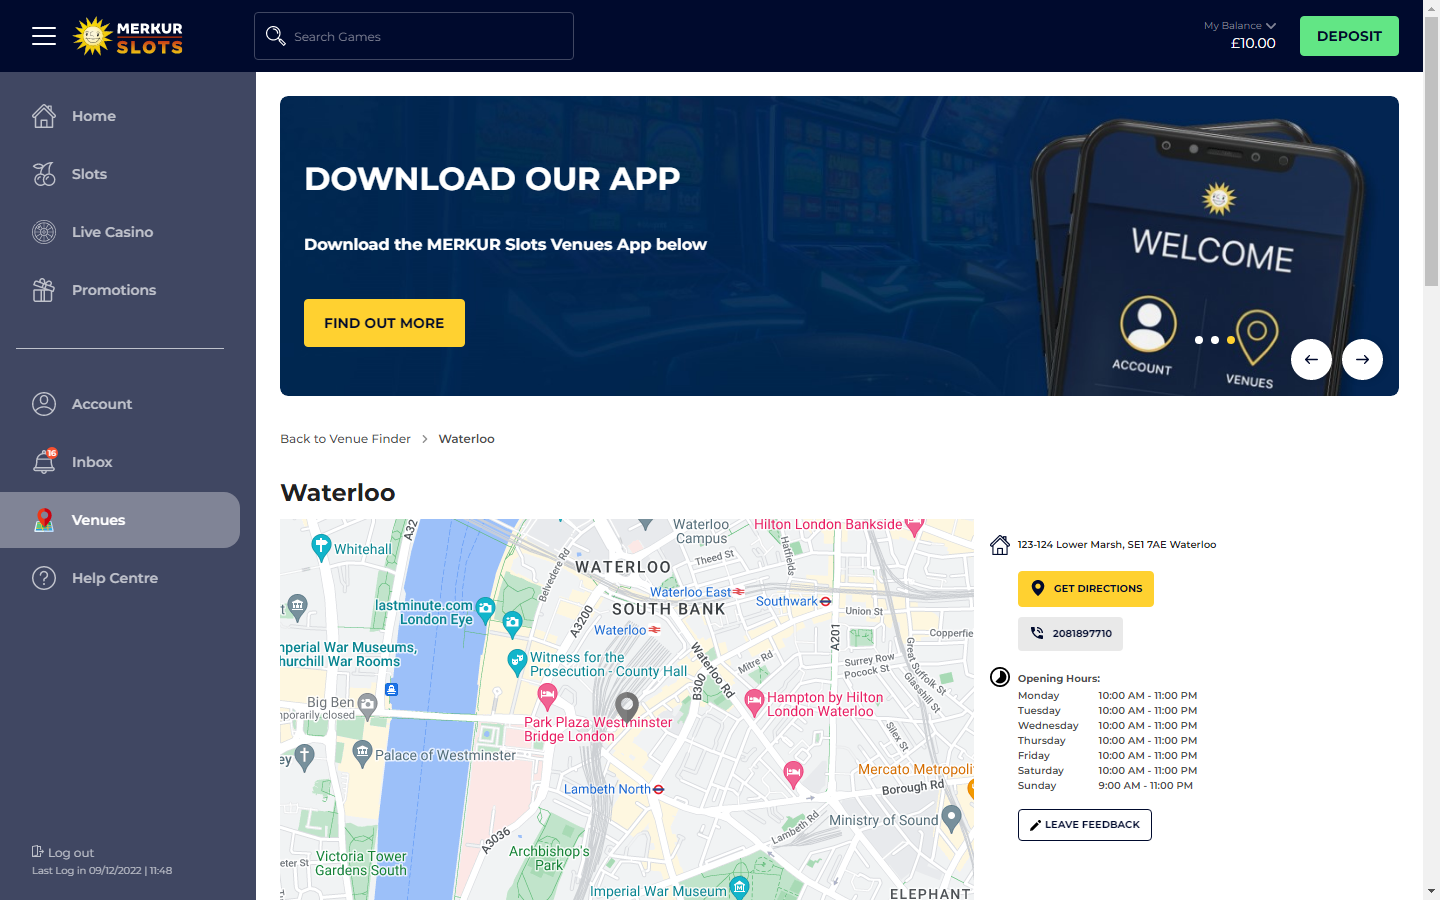 MERKUR
SLOTS
Search Games
My Balance
£10.00
DEPOSIT
Home
Slots
Live Casino
Promotions
Account
16
Inbox
Venues
Help Centre
Log out
Last Log in 09/12/2022 | 11:48
DOWNLOAD OUR APP
Download the MERKUR Slots Venues App below
FIND OUT MORE
WELCOME
ACCOUNT
VENUES
Back to Venue Finder
Waterloo
Waterloo
Waterloo
Campus
Hilton London Bankside
Whitehall
A32
Belvedere Rd
Theed St
Hatfields
WATERLOO
Waterloo East
Southwark
lastminute.com
London Eye
SOUTH BANK
Union St
A3200
Waterloo
A201
Copperfie
mperial War Museums,
hurchill War Rooms
Witness for the
Prosecution - County Hall
Waterloo Rd
Mitre Rd
Surrey Row
Pocock St
Great Suffolk St
Glasshill St
B300
Big Ben
mporarily closed
Hampton by Hilton
London Waterloo
Park Plaza Westminster
Bridge London
Silex St
ey
Palace of Westminster
Mercato Metropoli
Lambeth North
Borough Rd
Ministry of Sound
Lambeth Rd
A3036
Victoria Tower
Gardens South
Archbishop's
Park
eter St
Imperial War Museum
ELEPHANT
123-124 Lower Marsh, SE1 7AE Waterloo
GET DIRECTIONS
2081897710
Opening Hours:
Monday 10:00 AM - 11:00 PM
Tuesday 10:00 AM - 11:00 PM
Wednesday 10:00 AM - 11:00 PM
Thursday 10:00 AM - 11:00 PM
Friday 10:00 AM - 11:00 PM
Saturday 10:00 AM - 11:00 PM
Sunday 9:00 AM - 11:00 PM
LEAVE FEEDBACK